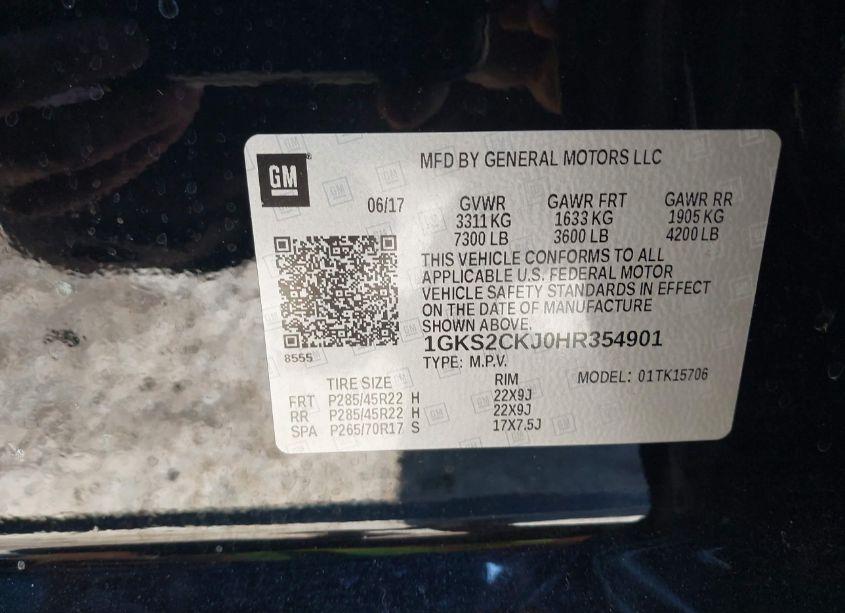 GM
MFD BY GENERAL MOTORS LLC
06/17 GVWR GAWR FRT GAWR RR
3311 KG 1633 KG 1905 KG
7300 LB 3600 LB 4200 LB
THIS VEHICLE CONFORMS TO ALL
APPLICABLE U.S. FEDERAL MOTOR
VEHICLE SAFETY STANDARDS IN EFFECT
ON THE DATE OF MANUFACTURE
SHOWN ABOVE.
1GKS2CKJ0HR354901
8555
TYPE: M.P.V.
MODEL: 01TK15706
TIRE SIZE RIM
FRT P285/45R22 H 22X9J
RR P285/45R22 H 22X9J
SPA P265/70R17 S 17X7.5J